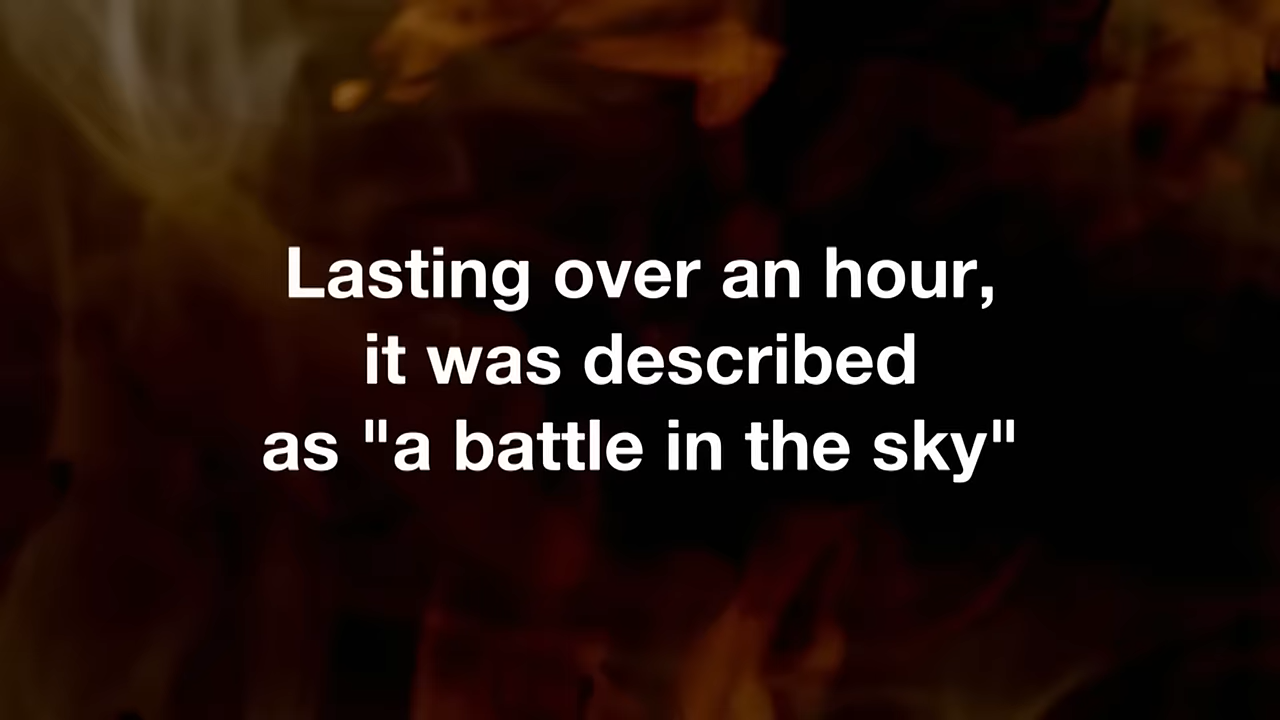 Lasting over an hour,
it was described
as "a battle in the sky"